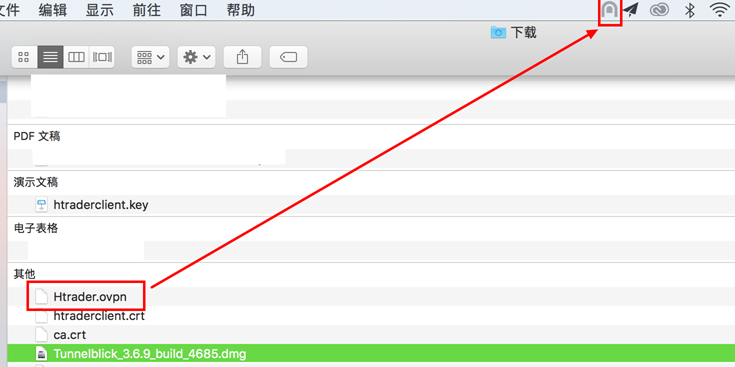 文件 编辑 显示 前往 窗口 帮助
下载
PDF 文稿
演示文稿
htraderclient.key
电子表格
其他
Htrader.ovpn
htraderclient.crt
ca.crt
Tunnelblick_3.6.9_build_4685.dmg